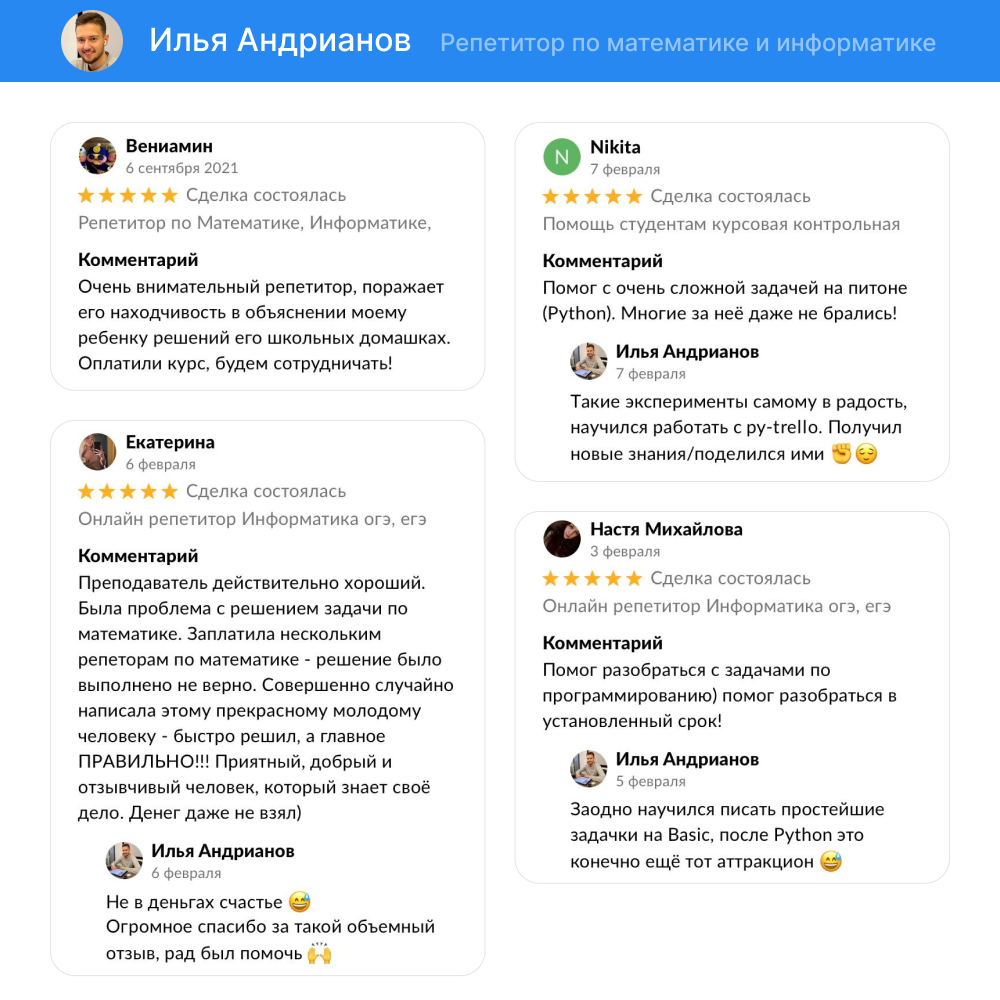 Илья Андрианов
Репетитор по математике и информатике
Вениамин
6 сентября 2021
Сделка состоялась
Репетитор по Математике, Информатике,
Комментарий
Очень внимательный репетитор, поражает
его находчивость в объяснении моему
ребенку решений его школьных домашках.
Оплатили курс, будем сотрудничать!
Екатерина
6 февраля
Сделка состоялась
Онлайн репетитор Информатика огэ, егэ
Комментарий
Преподаватель действительно хороший.
Была проблема с решением задачи по
математике. Заплатила нескольким
репеторам по математике - решение было
выполнено не верно. Совершенно случайно
написала этому прекрасному молодому
человеку - быстро решил, а главное
ПРАВИЛЬНО!!! Приятный, добрый и
отзывчивый человек, который знает своё
дело. Денег даже не взял)
Илья Андрианов
6 февраля
Не в деньгах счастье 😅
Огромное спасибо за такой объемный
отзыв, рад был помочь 🙌
N
Nikita
7 февраля
Сделка состоялась
Помощь студентам курсовая контрольная
Комментарий
Помог с очень сложной задачей на питоне
(Python). Многие за неё даже не брались!
Илья Андрианов
7 февраля
Такие эксперименты самому в радость,
научился работать с py-trello. Получил
новые знания/поделился ими ✊😌
Настя Михайлова
3 февраля
Сделка состоялась
Онлайн репетитор Информатика огэ, егэ
Комментарий
Помог разобраться с задачами по
программированию) помог разобраться в
установленный срок!
Илья Андрианов
5 февраля
Заодно научился писать простейшие
задачки на Basic, после Python это
конечно ещё тот аттракцион 😅